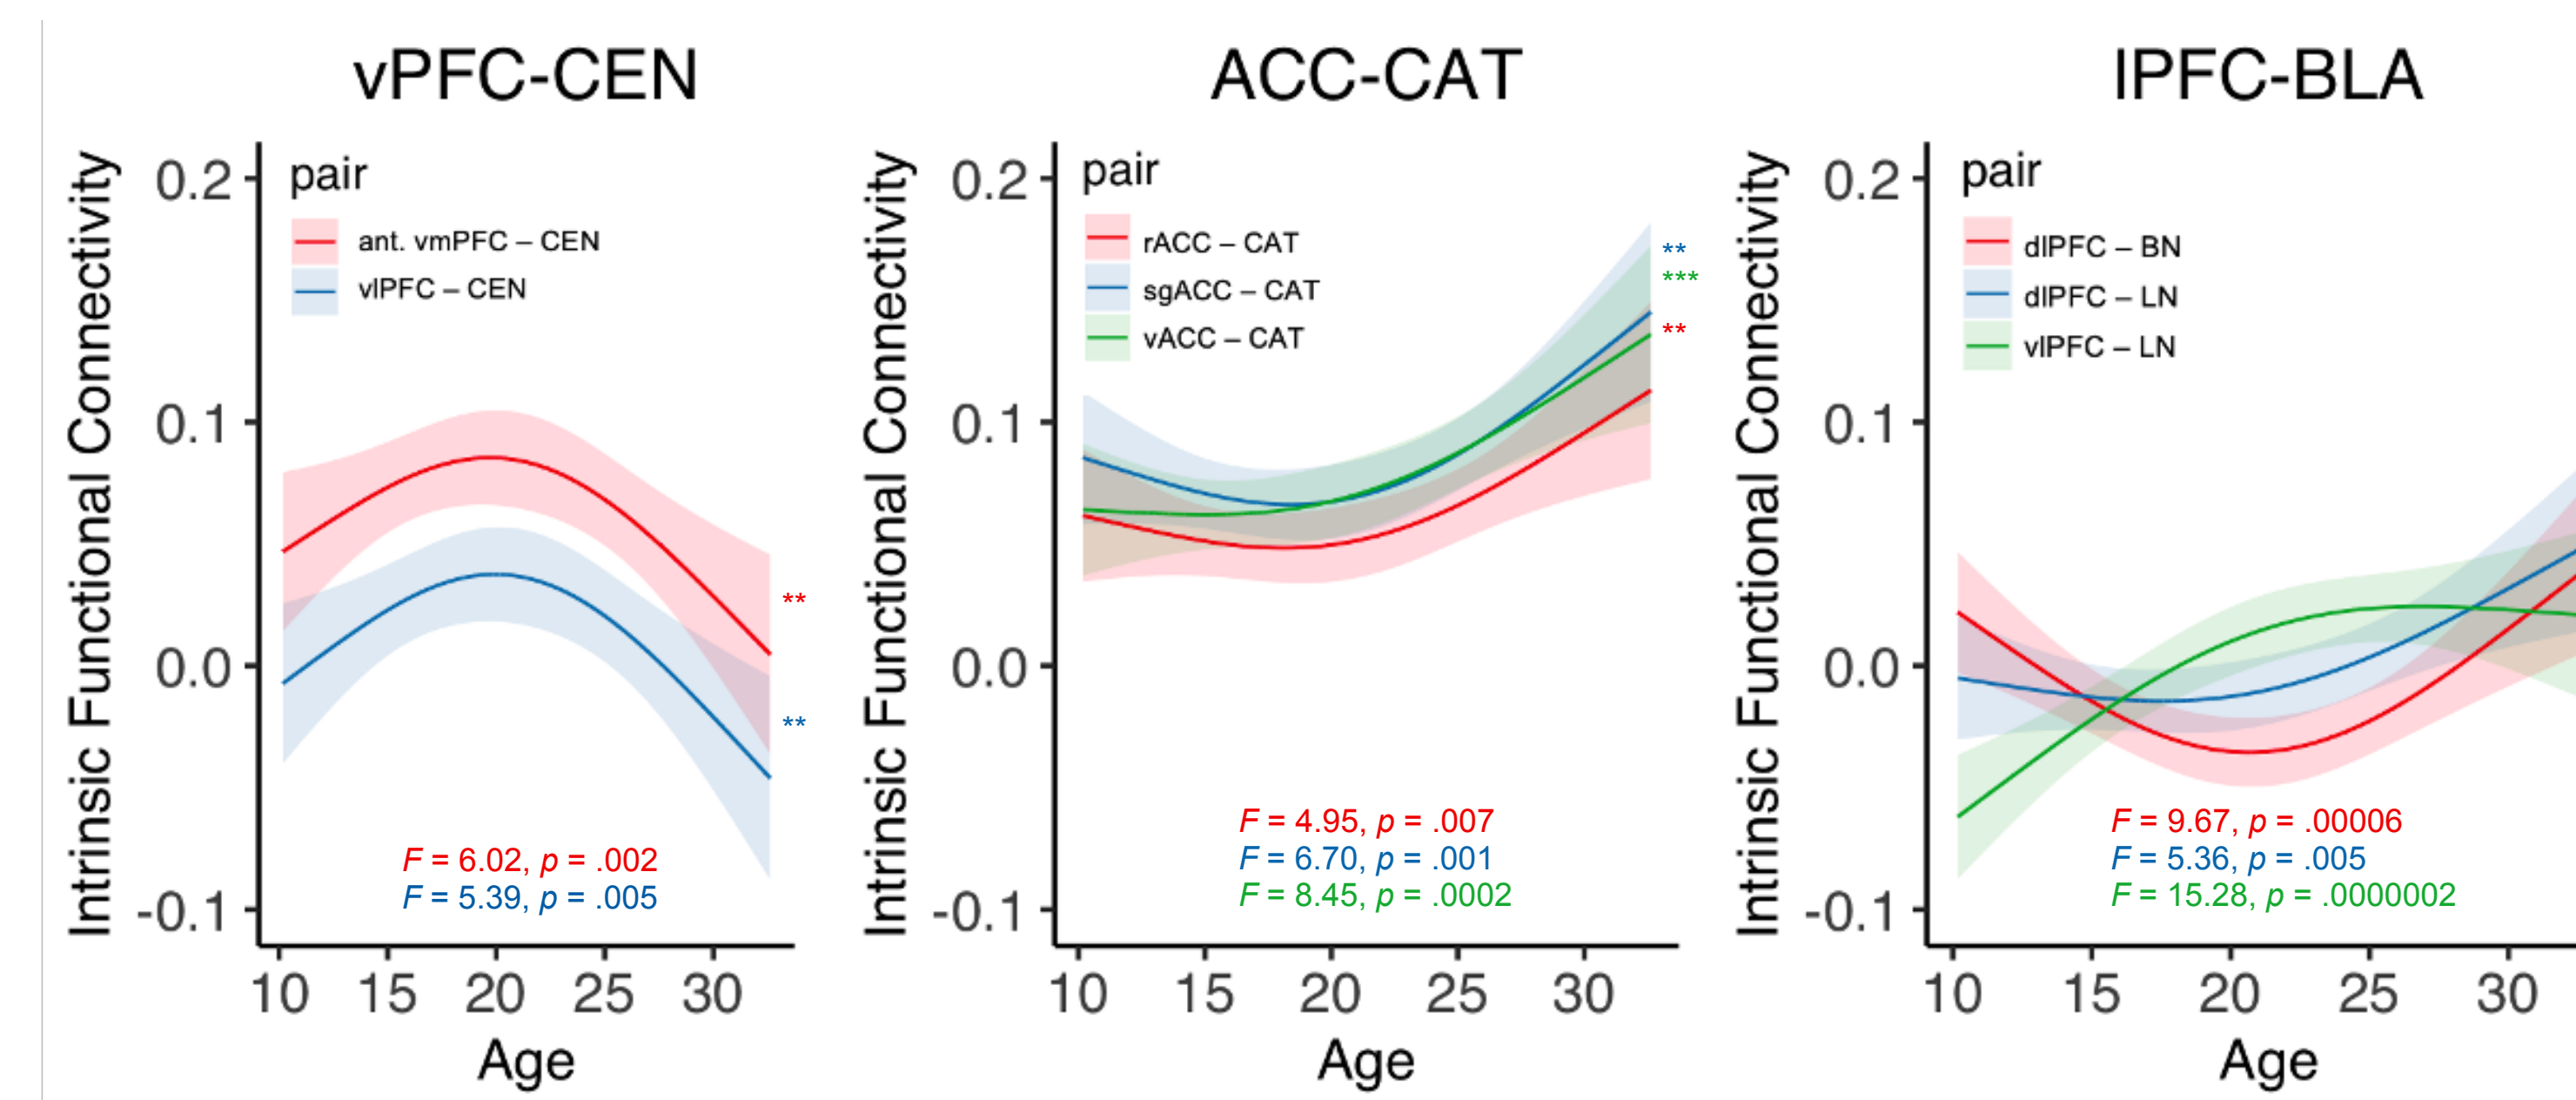 vPFC-CEN
Intrinsic Functional Connectivity
0.2
0.1
0.0
-0.1
pair
ant. vmPFC – CEN
vlPFC – CEN
**
**
F = 6.02, p = .002
F = 5.39, p = .005
10 15 20 25 30
Age
ACC-CAT
Intrinsic Functional Connectivity
0.2
0.1
0.0
-0.1
pair
rACC – CAT
sgACC – CAT
vACC – CAT
**
***
**
F = 4.95, p = .007
F = 6.70, p = .001
F = 8.45, p = .0002
10 15 20 25 30
Age
lPFC-BLA
Intrinsic Functional Connectivity
0.2
0.1
0.0
-0.1
pair
dlPFC – BN
dlPFC – LN
vlPFC – LN
F = 9.67, p = .00006
F = 5.36, p = .005
F = 15.28, p = .0000002
10 15 20 25 30
Age